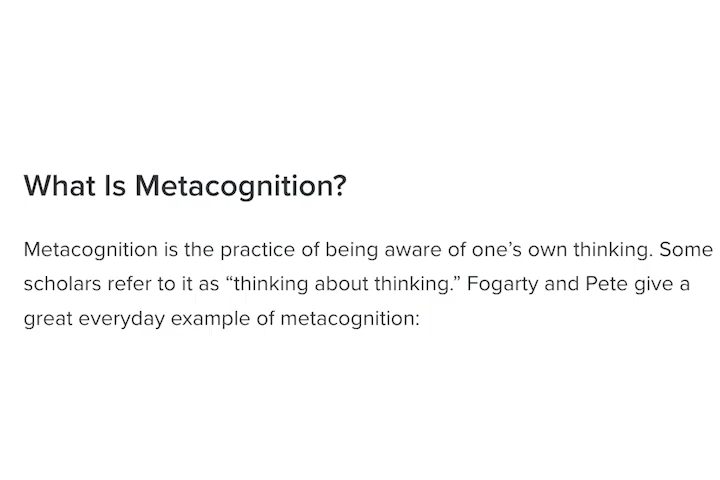 What Is Metacognition?
Metacognition is the practice of being aware of one’s own thinking. Some
scholars refer to it as “thinking about thinking.” Fogarty and Pete give a
great everyday example of metacognition: